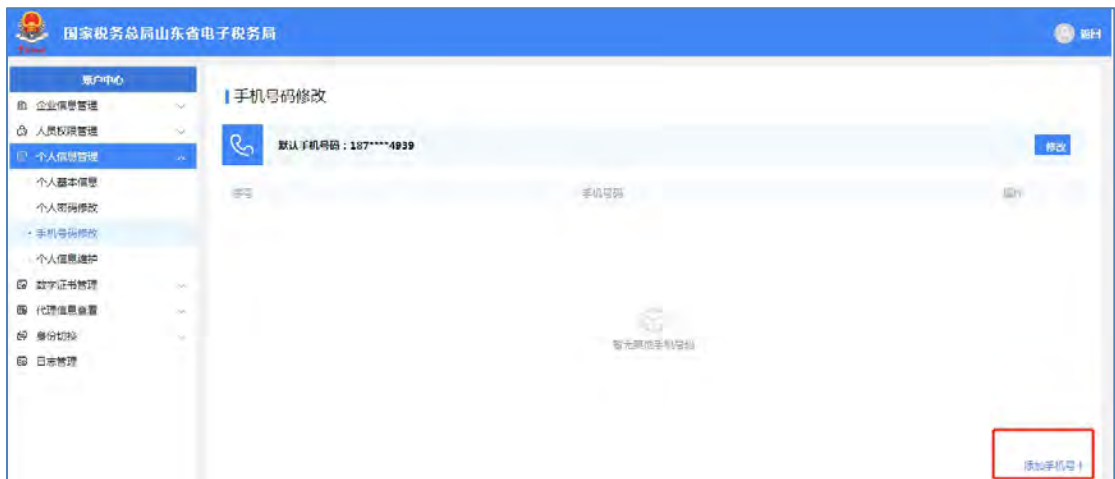 国家税务总局山东省电子税务局
返回
账户中心
企业信息管理
人员权限管理
个人信息管理
个人基本信息
个人密码修改
手机号码修改
个人信息维护
数字证书管理
代理信息查看
身份切换
日志管理
手机号码修改
默认手机号码：187****4939
修改
序号 手机号码 操作
暂无其他手机号码
添加手机号+